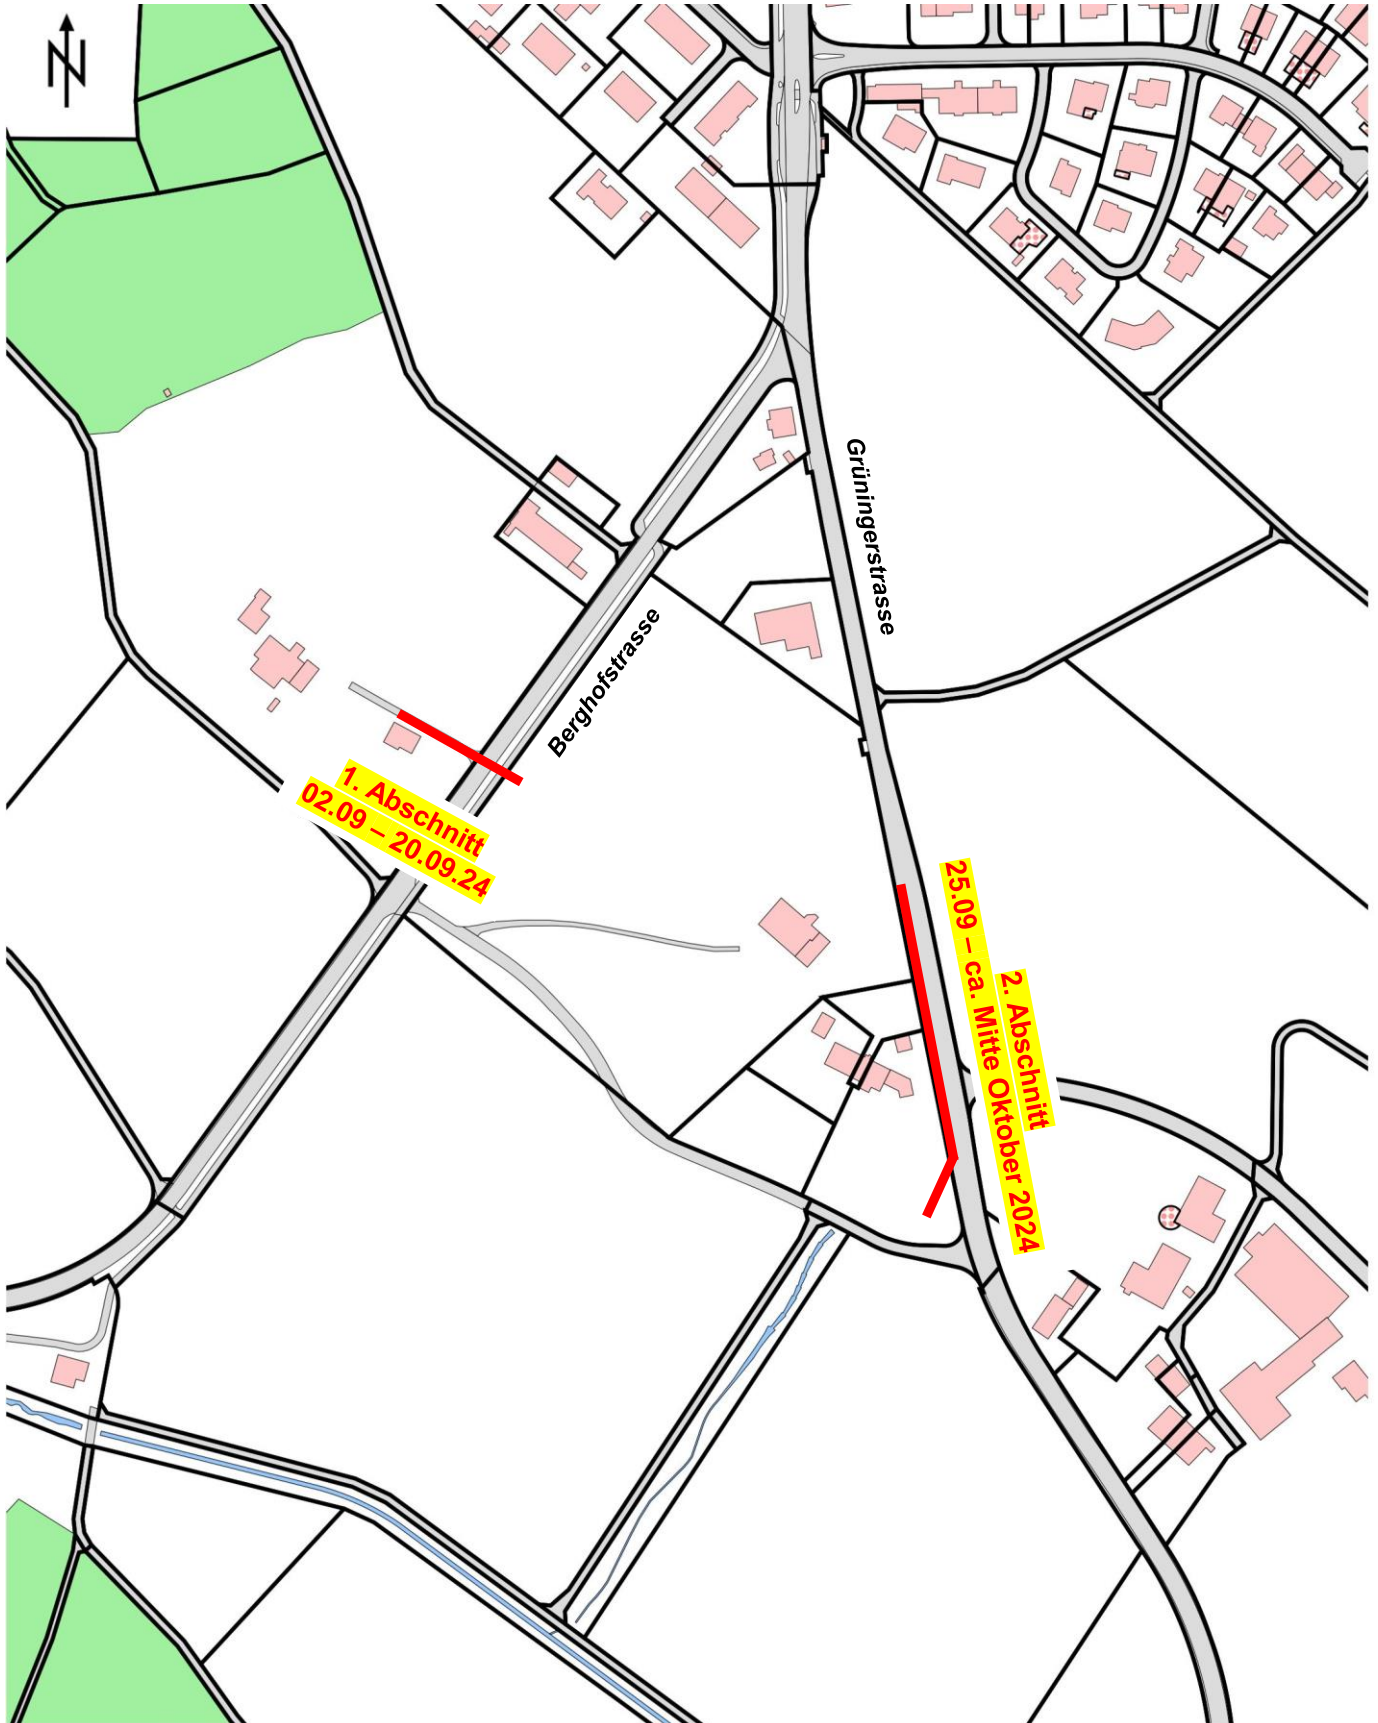 N
Grüningerstrasse
Berghofstrasse
1. Abschnitt
02.09 – 20.09.24
2. Abschnitt
25.09 – ca. Mitte Oktober 2024